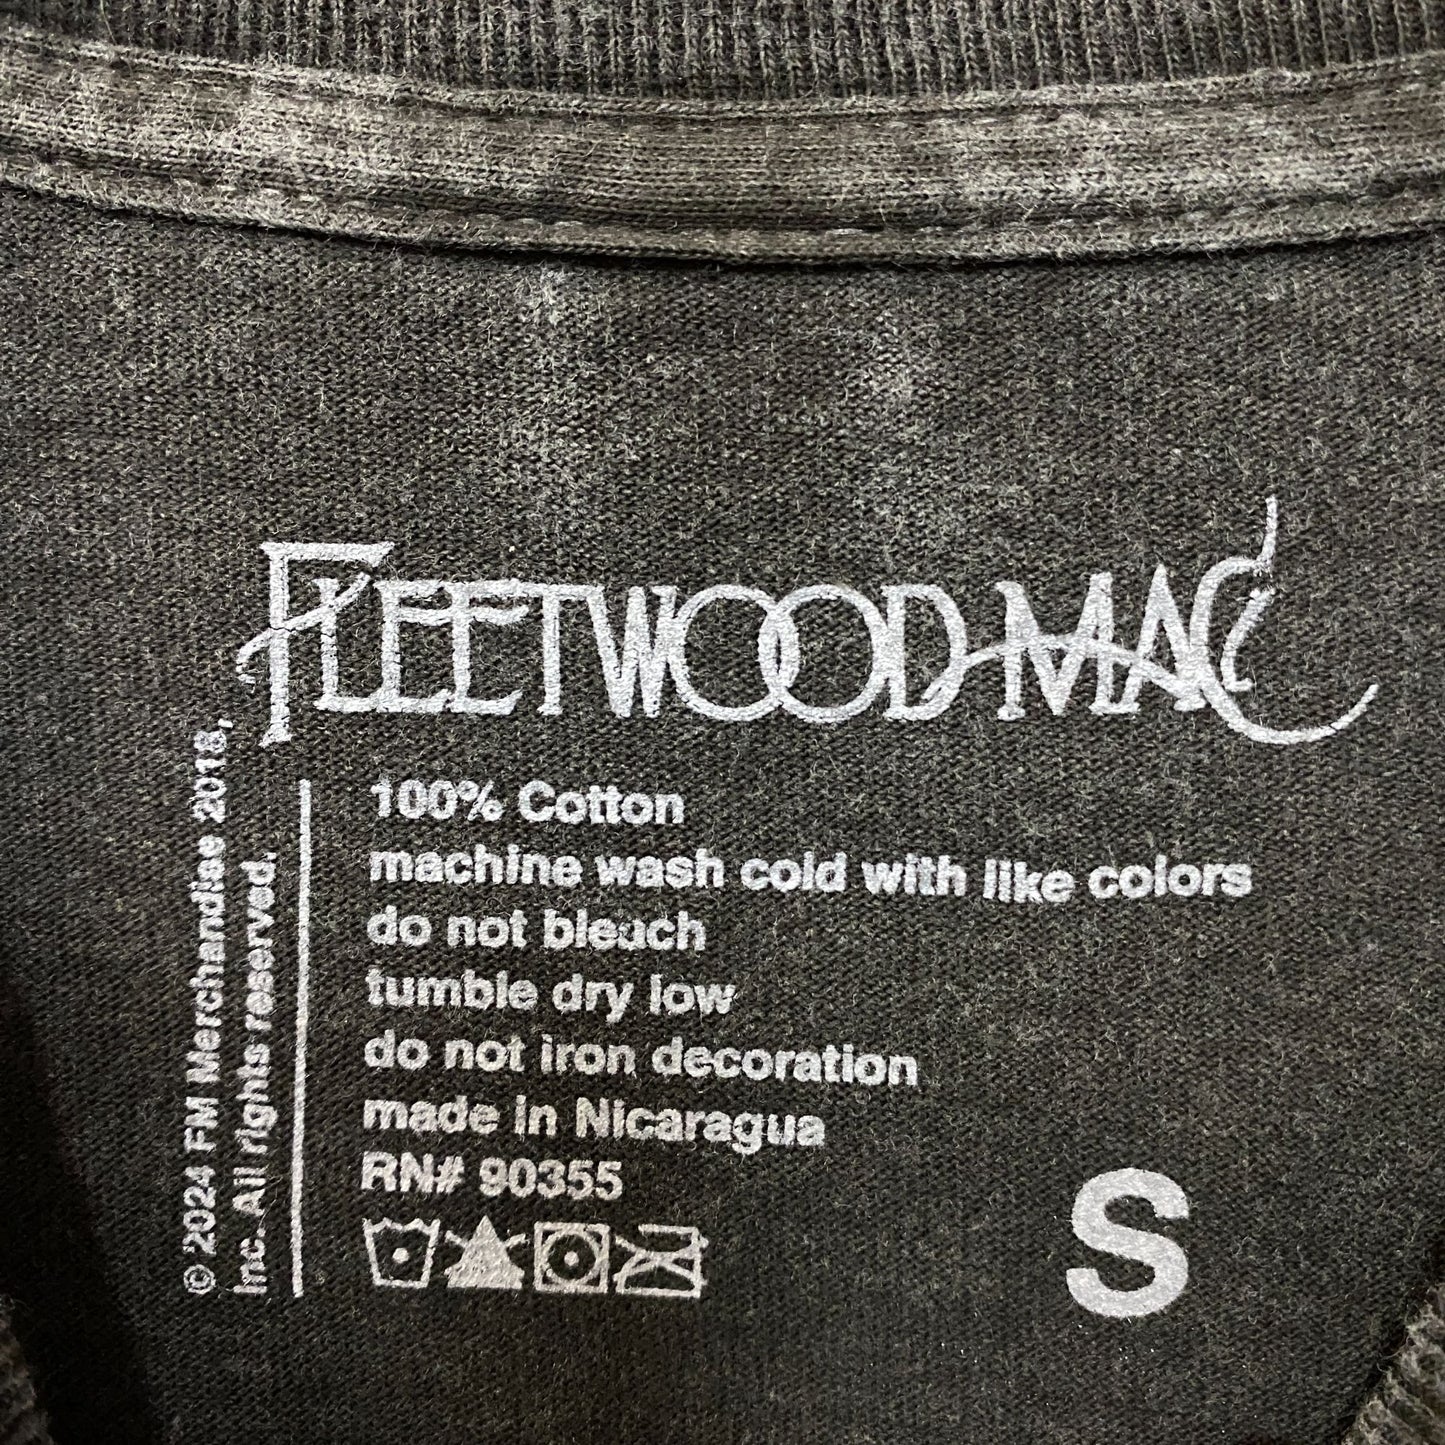 FLEETWOOD MAC
100% Cotton
machine wash cold with like colors
do not bleach
tumble dry low
do not iron decoration
made in Nicaragua
RN# 90355
© 2024 FM Merchandise 2018,
Inc. All rights reserved.
S